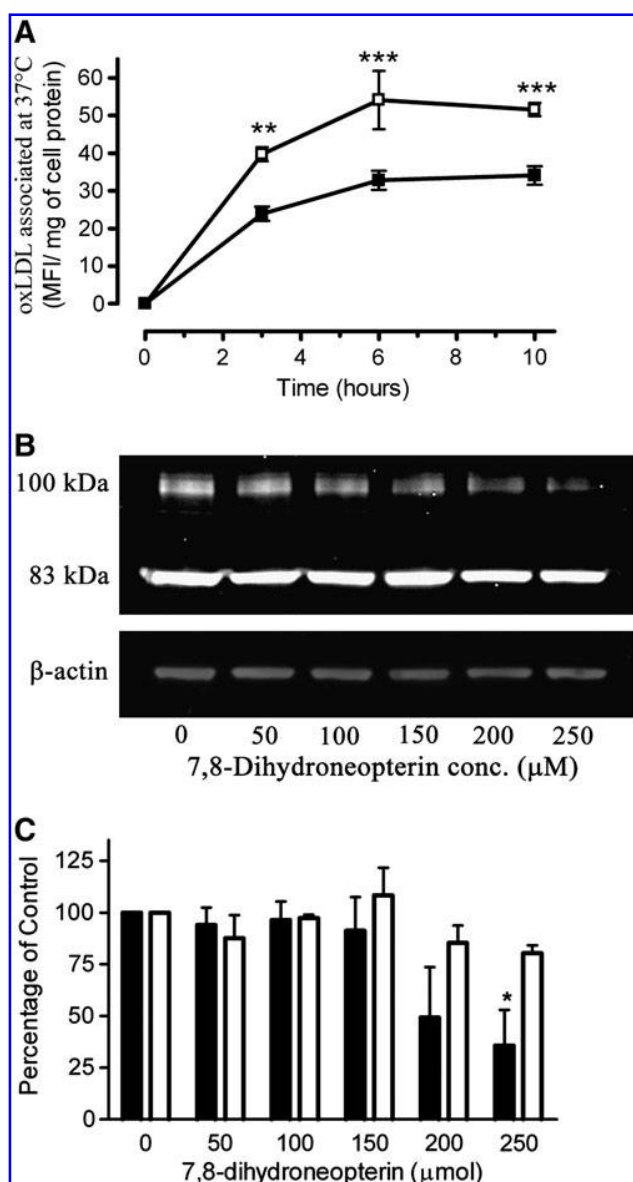 A
oxLDL associated at 37°C
(MFI/ mg of cell protein)
60
50
40
30
20
10
0
**
***
***
0 2 4 6 8 10
Time (hours)
B
100 kDa
83 kDa
β-actin
0 50 100 150 200 250
7,8-Dihydroneopterin conc. (μM)
C
Percentage of Control
125
100
75
50
25
0
*
0 50 100 150 200 250
7,8-dihydroneopterin (μmol)